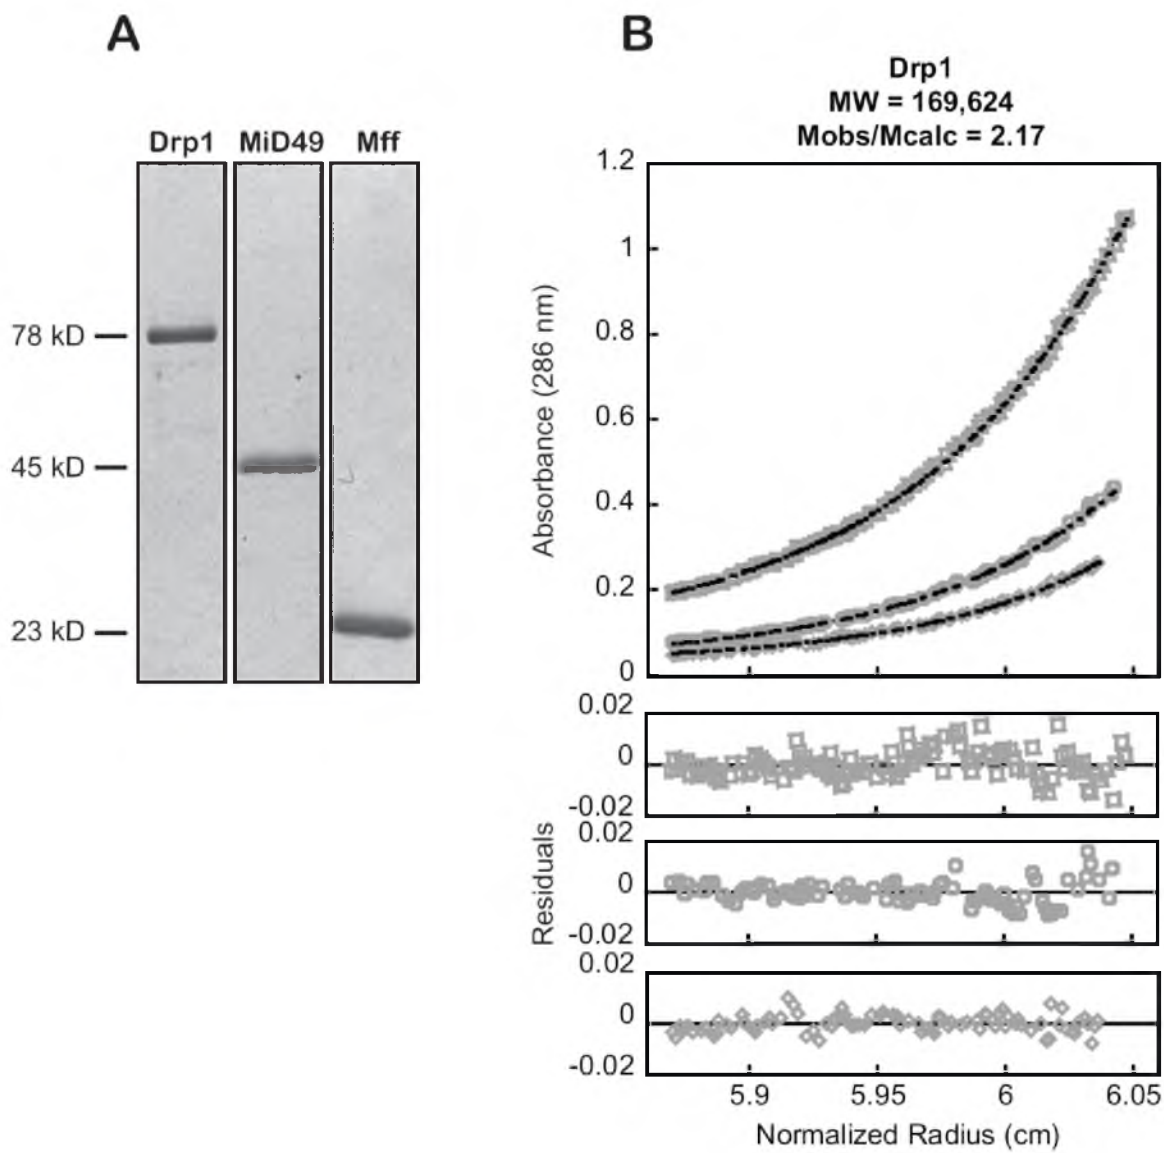 A
Drp1 MiD49 Mff
78 kD
45 kD
23 kD
B
Drp1
MW = 169,624
Mobs/Mcalc = 2.17
1.2
1
0.8
0.6
0.4
0.2
0
Absorbance (286 nm)
0.02
0
-0.02
0.02
0
-0.02
0.02
0
-0.02
Residuals
5.9 5.95 6 6.05
Normalized Radius (cm)